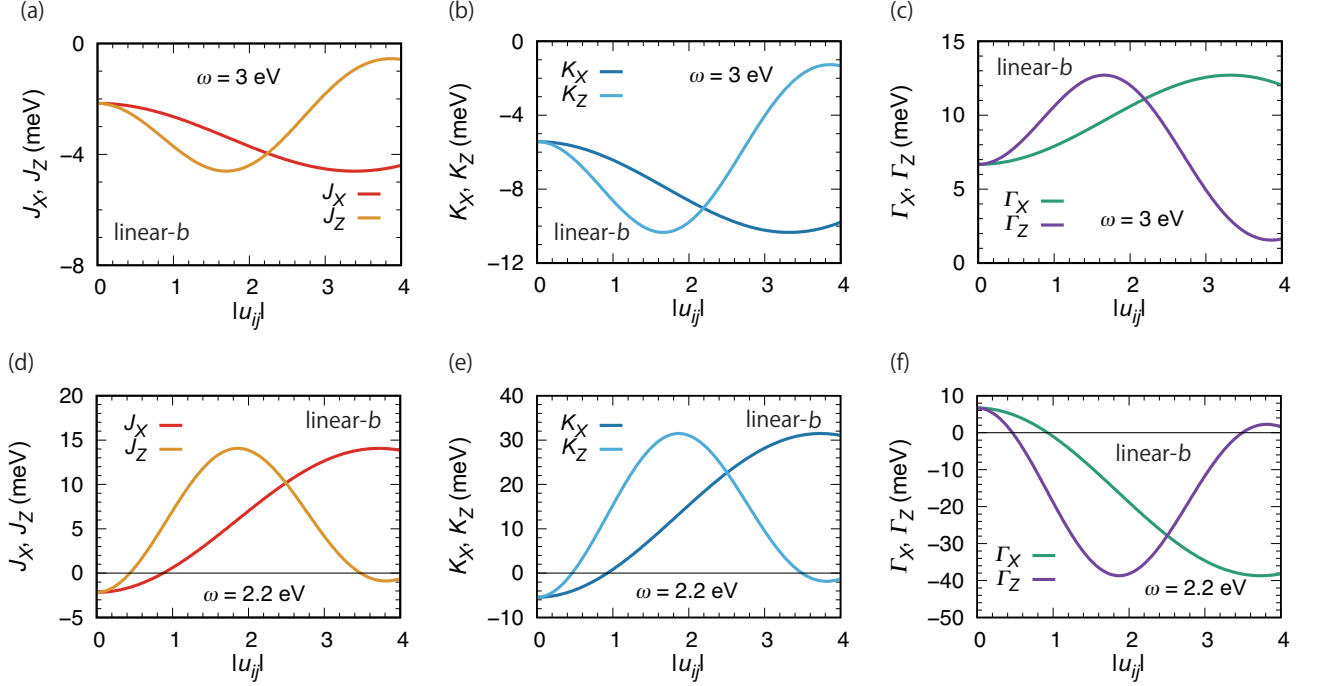 (a)
0
−4
−8
J_X, J_Z (meV)
ω = 3 eV
J_X
J_Z
linear-b
0 1 2 3 4
|u_ij|
(b)
0
−4
−8
−12
K_X, K_Z (meV)
K_X
K_Z
ω = 3 eV
linear-b
0 1 2 3 4
|u_ij|
(c)
15
10
5
0
Γ_X, Γ_Z (meV)
linear-b
Γ_X
Γ_Z
ω = 3 eV
0 1 2 3 4
|u_ij|
(d)
20
15
10
5
0
−5
J_X, J_Z (meV)
J_X
J_Z
linear-b
ω = 2.2 eV
0 1 2 3 4
|u_ij|
(e)
40
30
20
10
0
−10
K_X, K_Z (meV)
K_X
K_Z
linear-b
ω = 2.2 eV
0 1 2 3 4
|u_ij|
(f)
10
0
−10
−20
−30
−40
−50
Γ_X, Γ_Z (meV)
linear-b
Γ_X
Γ_Z
ω = 2.2 eV
0 1 2 3 4
|u_ij|